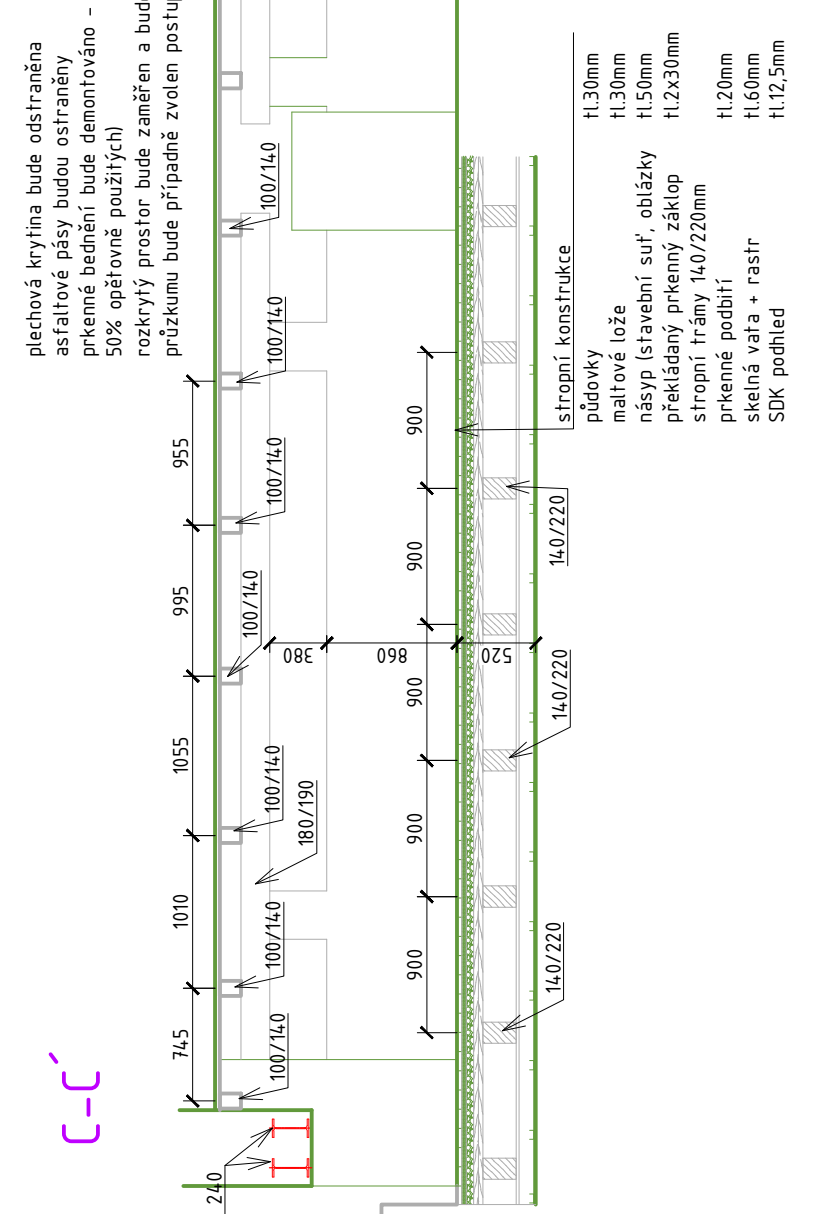 plechová krytina bude odstraněna
asfaltové pásy budou ostraněny
prkenné bednění bude demontováno -
50% opětovně použitých)
rozkrytý prostor bude zaměřen a bud
průzkumu bude případně zvolen postup
C-C´
745
1010
1055
995
955
100/140
100/140
100/140
100/140
100/140
100/140
100/140
180/190
240
380
860
520
900
900
900
900
900
140/220
140/220
140/220
stropní konstrukce
půdovky tl.30mm
maltové lože tl.30mm
násyp (stavební suť, oblázky tl.50mm
překládaný prkenný záklop tl.2x30mm
stropní trámy 140/220mm
prkenné podbití tl.20mm
skelná vata + rastr tl.60mm
SDK podhled tl.12,5mm